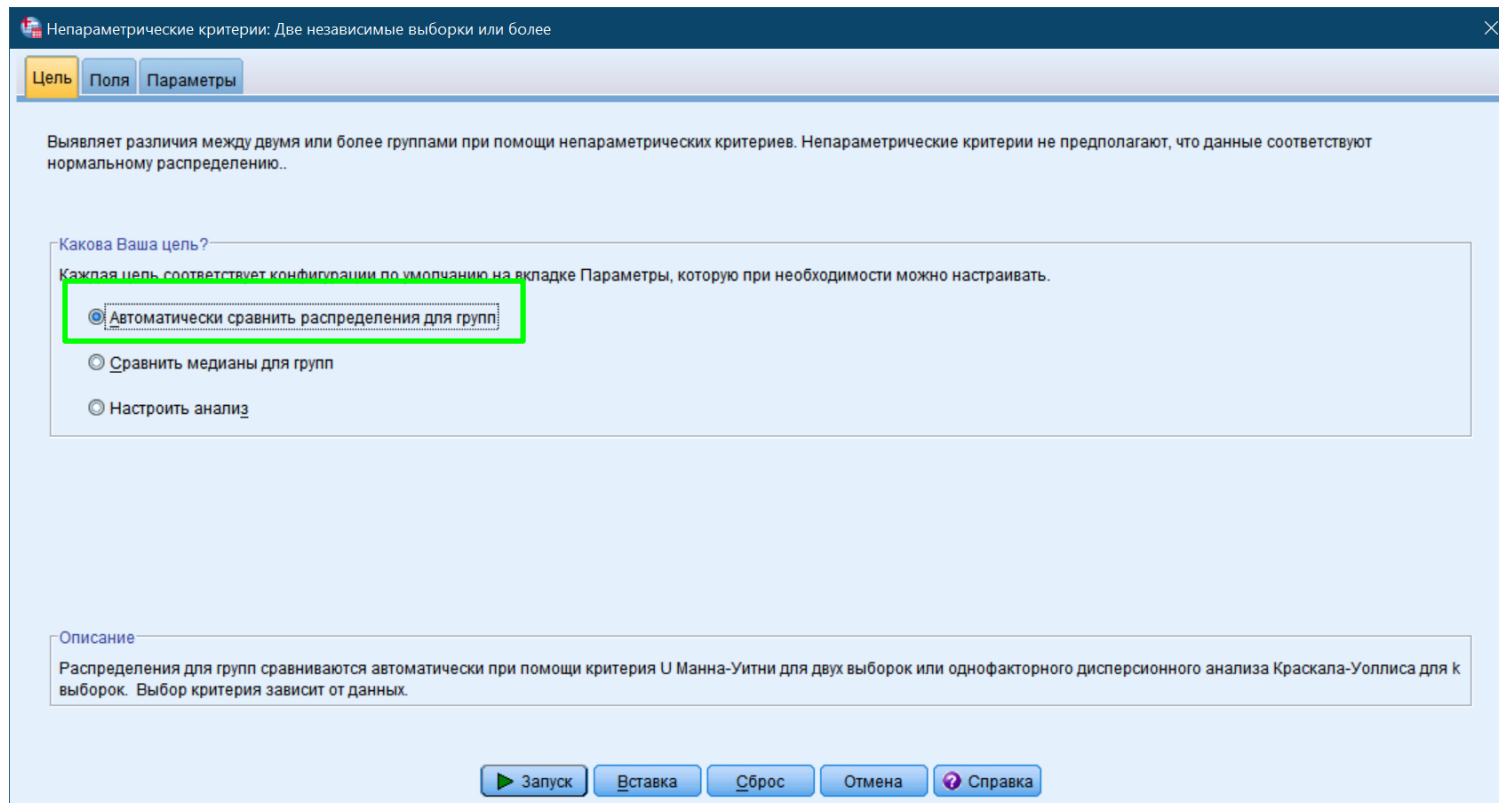 Непараметрические критерии: Две независимые выборки или более
Цель Поля Параметры
Выявляет различия между двумя или более группами при помощи непараметрических критериев. Непараметрические критерии не предполагают, что данные соответствуют
нормальному распределению..
Какова Ваша цель?
Каждая цель соответствует конфигурации по умолчанию на вкладке Параметры, которую при необходимости можно настраивать.
Автоматически сравнить распределения для групп
Сравнить медианы для групп
Настроить анализ
Описание
Распределения для групп сравниваются автоматически при помощи критерия U Манна-Уитни для двух выборок или однофакторного дисперсионного анализа Краскала-Уоллиса для k
выборок. Выбор критерия зависит от данных.
Запуск Вставка Сброс Отмена Справка